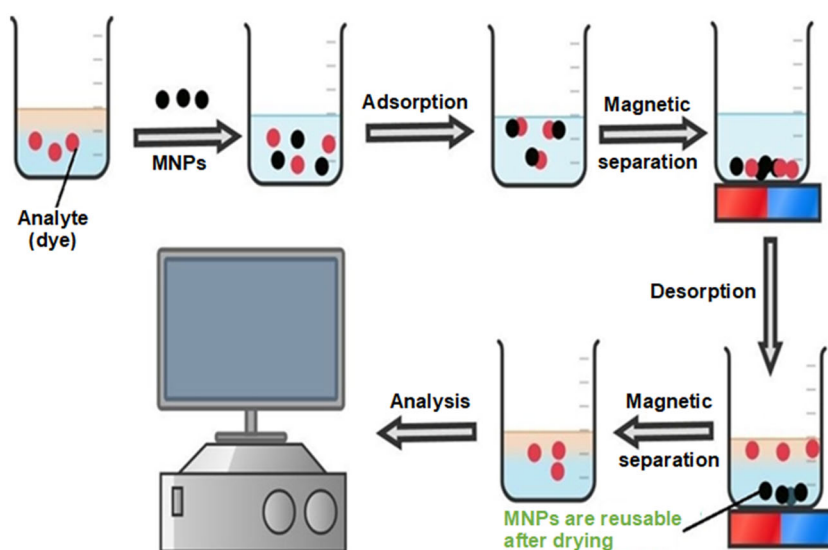 MNPs
Analyte
(dye)
Adsorption
Magnetic
separation
Desorption
Magnetic
separation
MNPs are reusable
after drying
Analysis